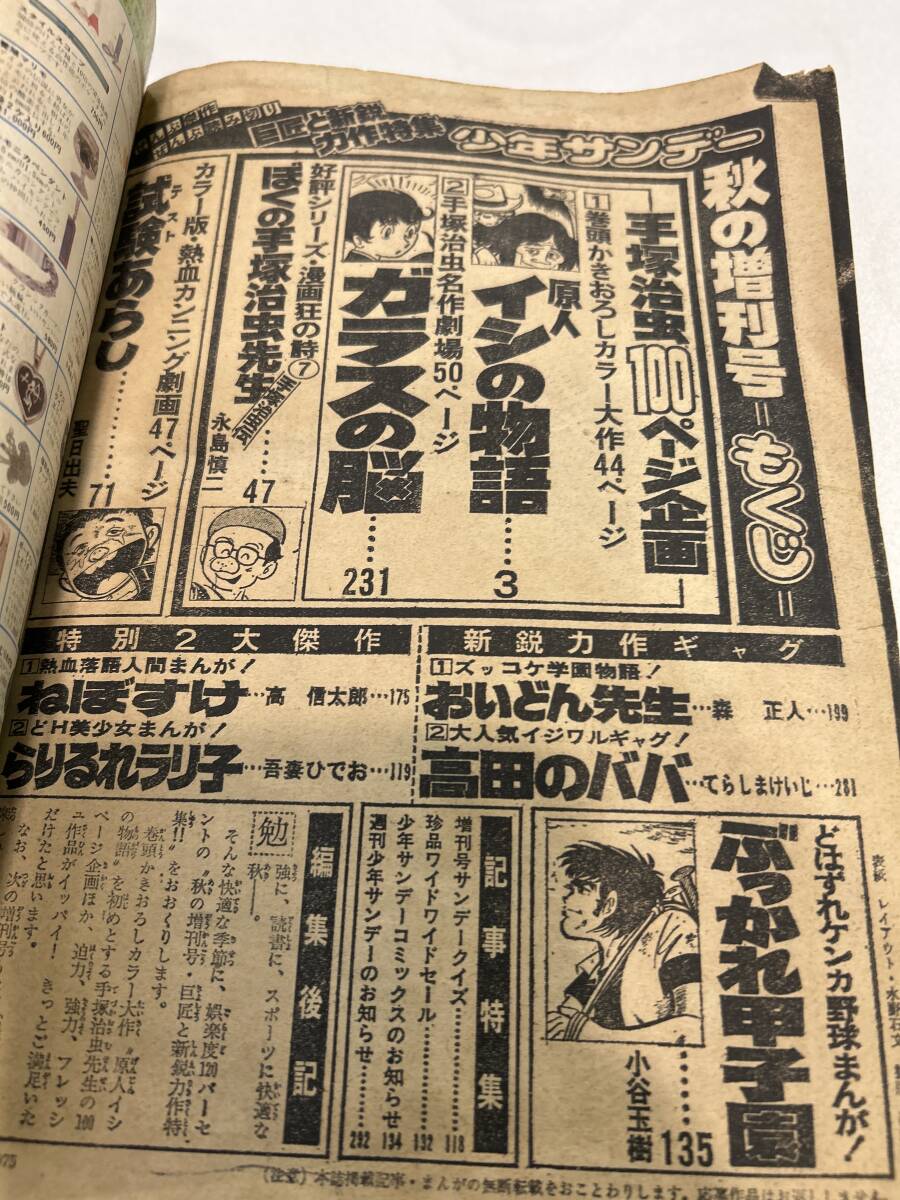 少年サンデー
巨匠と新鋭
力作特集
秋の増刊号=もくじ=
手塚治虫100ページ企画
1巻頭かきおろしカラー大作44ページ
原人
イシの物語……3
2手塚治虫名作劇場50ページ
ガラスの脳……231
好評シリーズ・漫画狂の詩⑦
手塚治虫伝
ぼくの手塚治虫先生……47
永島慎二
カラー版・熱血カンニング劇画47ページ
試験あらし……71
テスト
聖日出夫
新鋭力作ギャグ
1ズッコケ学園物語!
おいどん先生…森 正人…199
2大人気イジワルギャグ!
高田のババ…てらしまけいじ…281
特別2大傑作
1熱血落語人間まんが!
ねぼすけ…高 信太郎…175
2どH美少女まんが!
らりるれラリ子…吾妻ひでお…119
どはずれケンカ野球まんが!
ぶっかれ甲子園……135
小谷玉樹
記事特集
増刊号サンデークイズ……118
珍品ワイドワイドセール……132
少年サンデーコミックスのお知らせ……134
週刊少年サンデーのお知らせ……292
編集後記
勉強に、読書に、スポーツに快適な
秋――。
そんな快適な季節に、娯楽度120パーセ
ントの〝秋の増刊号・巨匠と新鋭力作特
集!!〟をおおくりします。
巻頭かきおろしカラー大作〝原人イシ
の物語〟を初めとする手塚治虫先生の100
ページ企画ほか、迫力、強力、フレッシ
ュ作品がイッパイ! きっとご満足いた
だけたと思います。
なお、次の増刊号
(注意)本誌掲載記事・まんがの無断転載をおことわりします。